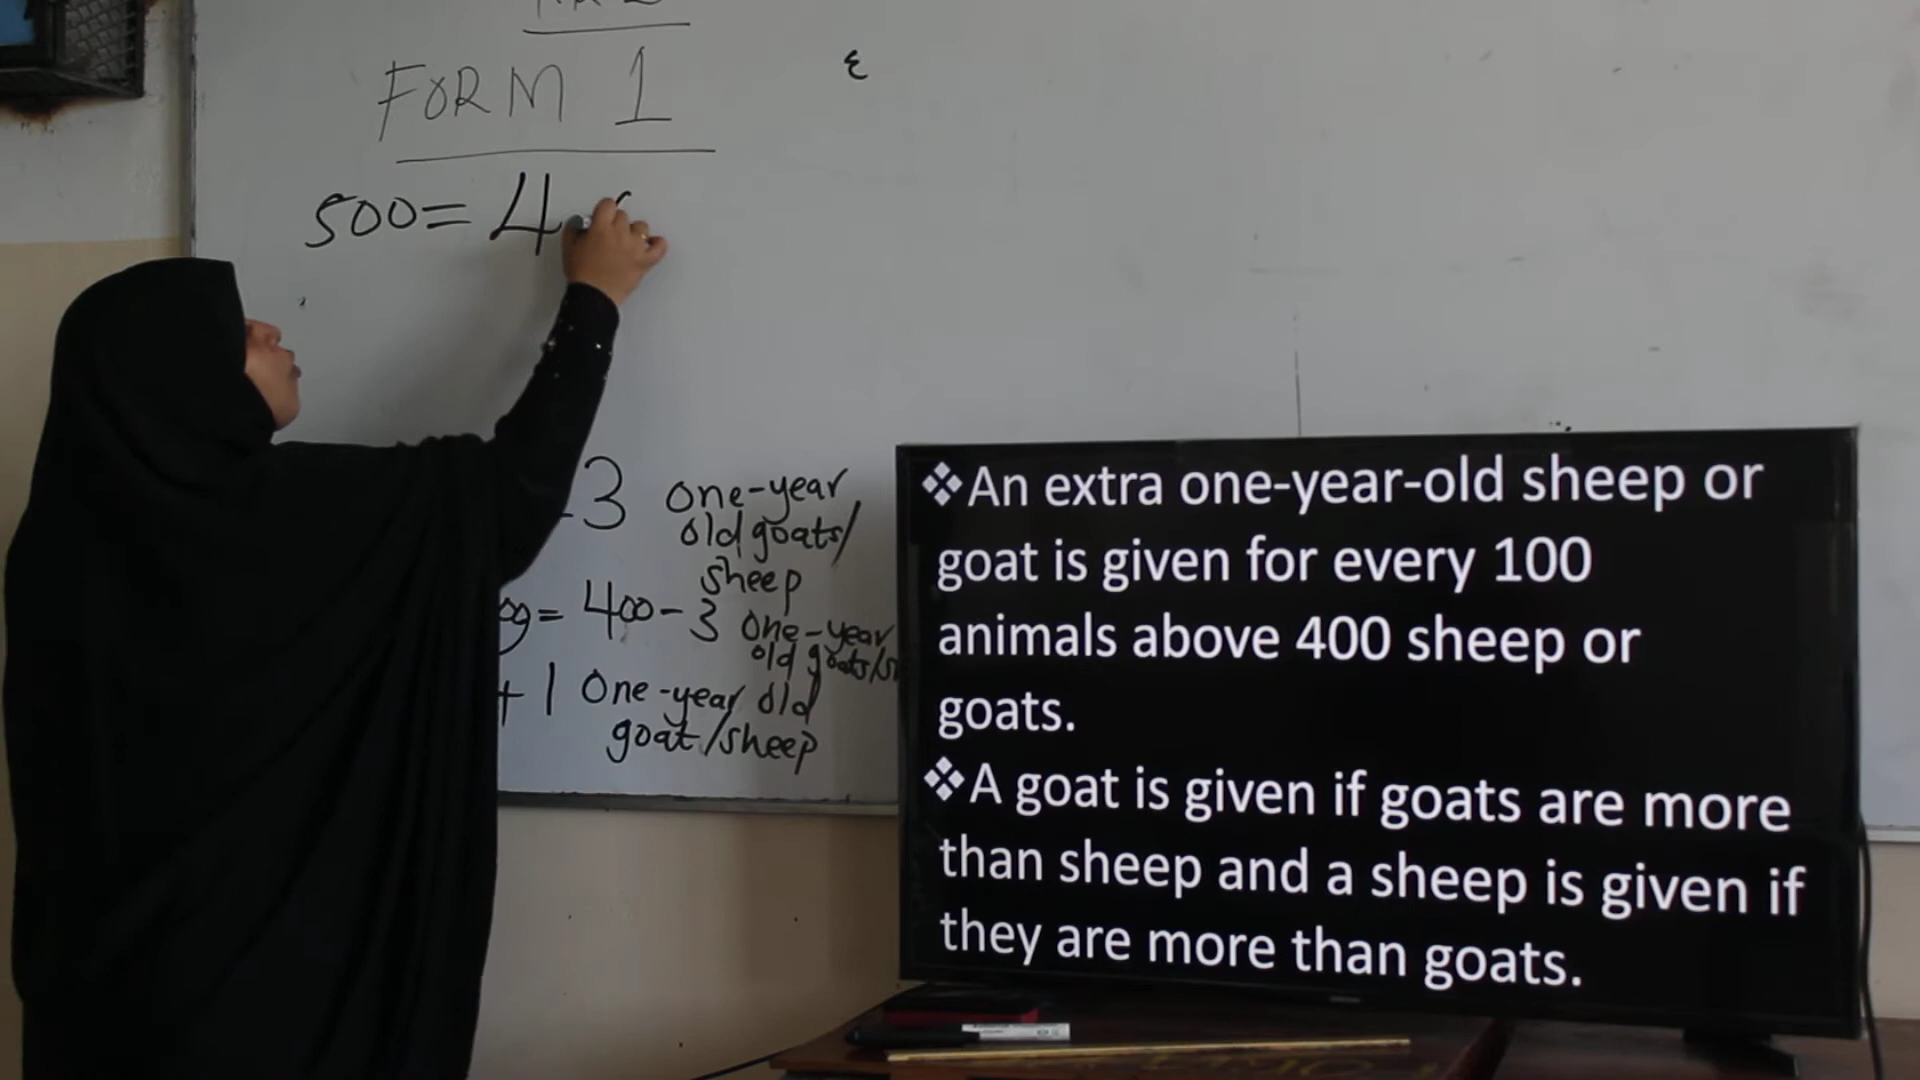 FORM 1
500= 4
3 one-year
old goats/
sheep
= 400-3 one-year
old goats/
+ 1 one-year old
goat/sheep
❖An extra one-year-old sheep or
goat is given for every 100
animals above 400 sheep or
goats.
❖A goat is given if goats are more
than sheep and a sheep is given if
they are more than goats.